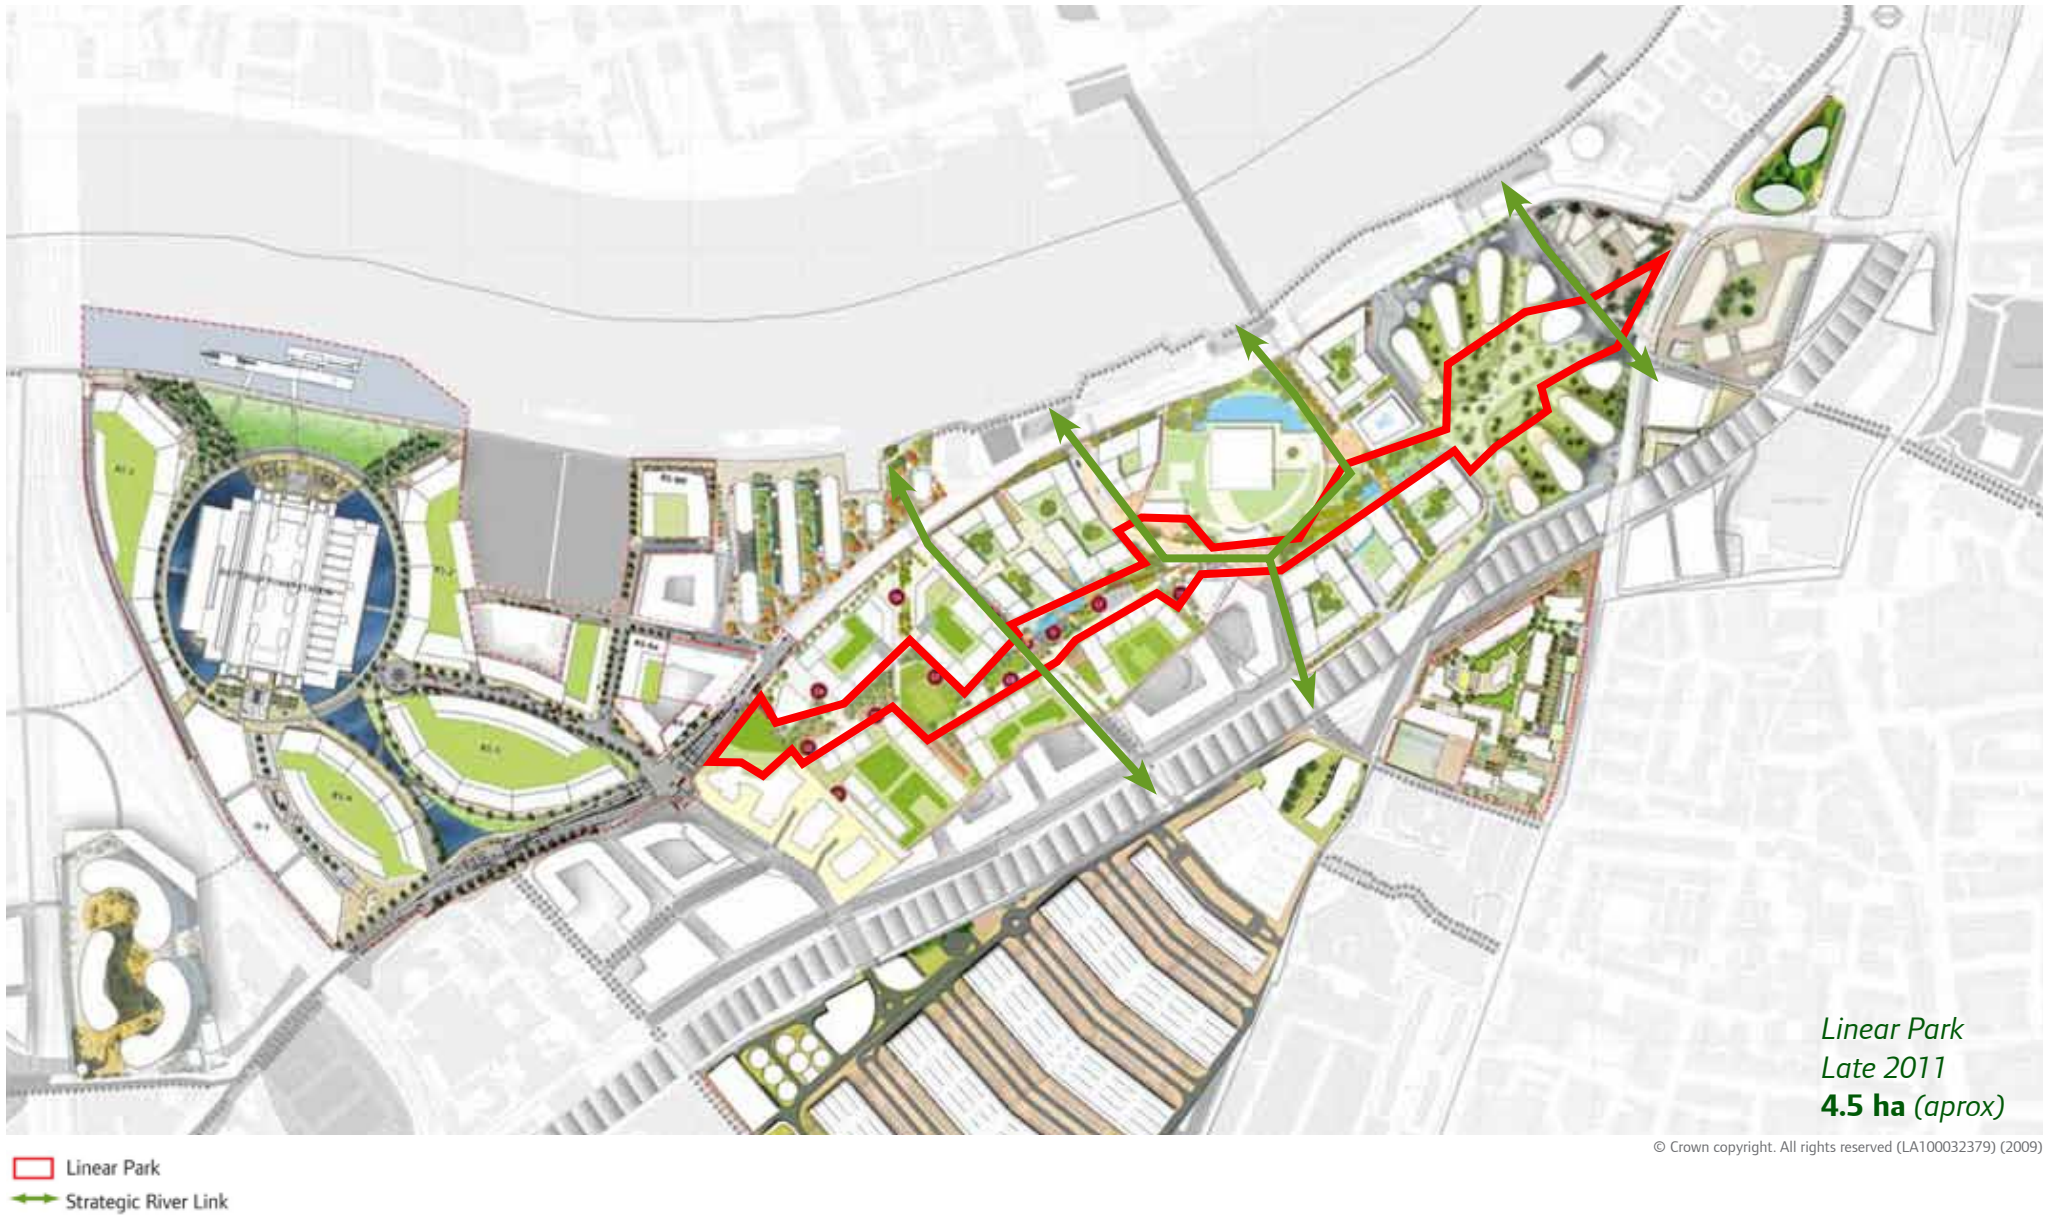 Linear Park
Late 2011
4.5 ha (aprox)
© Crown copyright. All rights reserved (LA100032379) (2009)
Linear Park
Strategic River Link